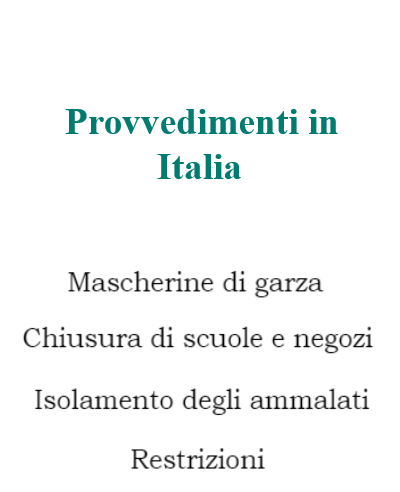 Provvedimenti in
Italia
Mascherine di garza
Chiusura di scuole e negozi
Isolamento degli ammalati
Restrizioni